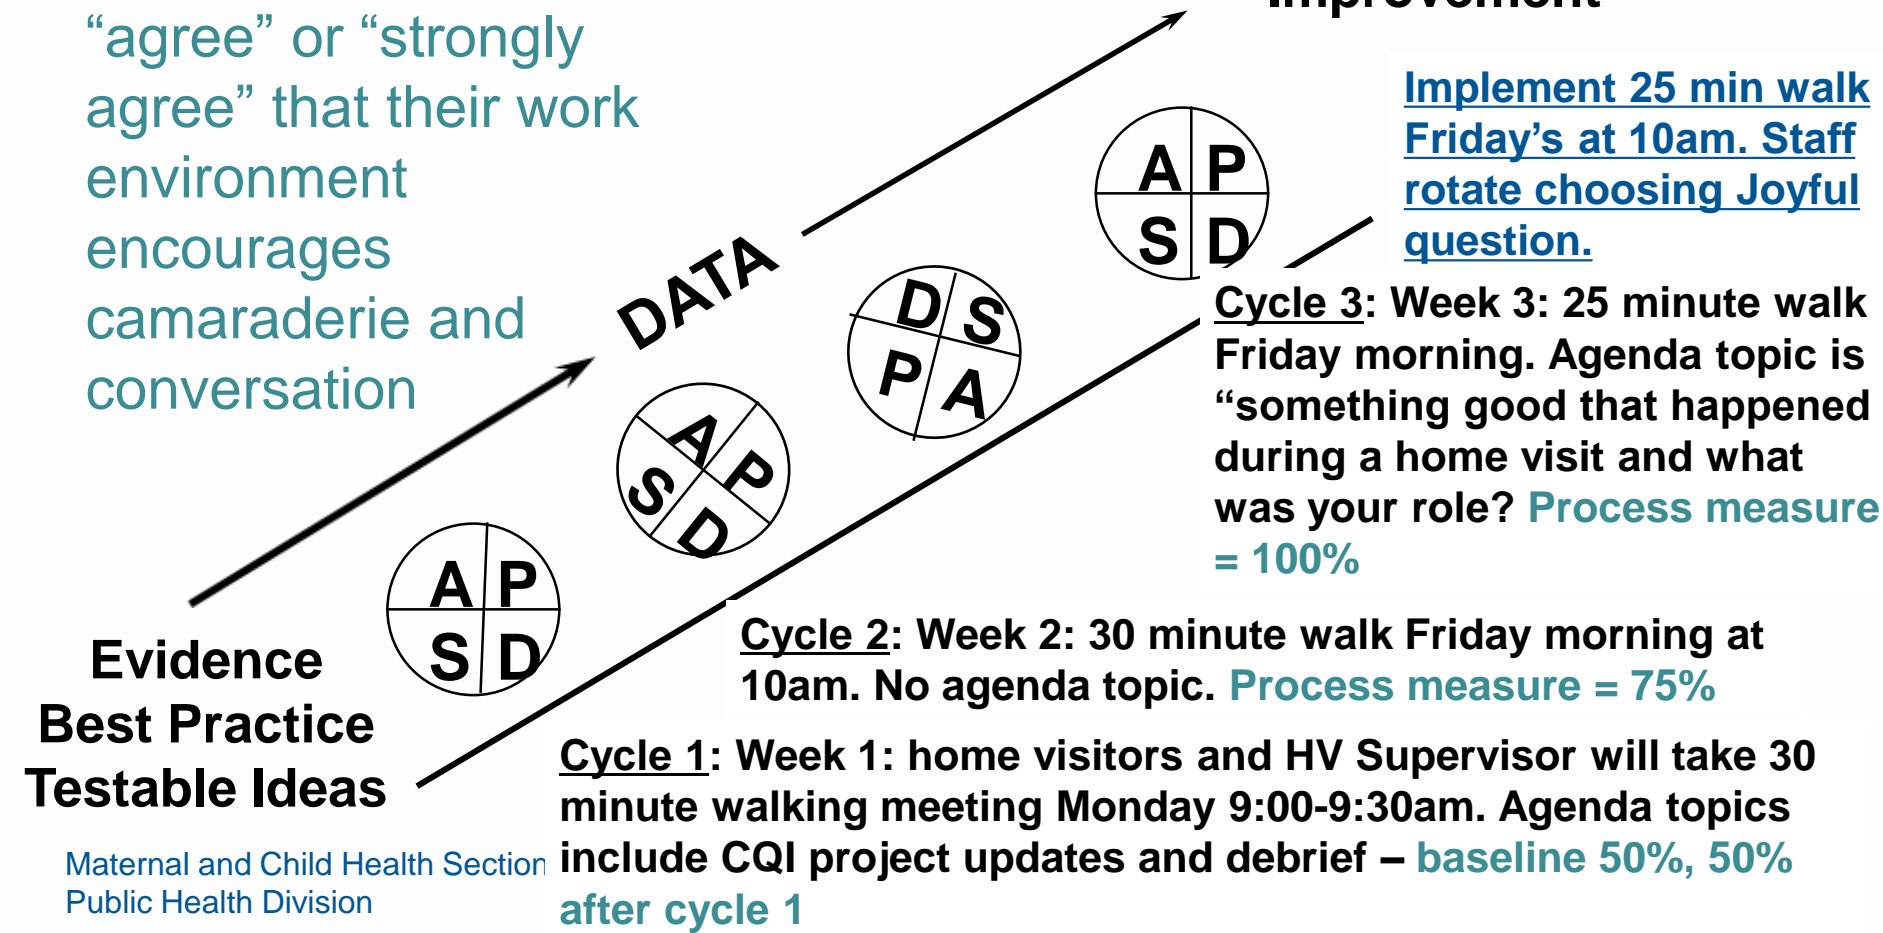 Improvement
“agree” or “strongly
agree” that their work
environment
encourages
camaraderie and
conversation
DATA
Implement 25 min walk
Friday’s at 10am. Staff
rotate choosing Joyful
question.
A P
S D
D S
P A
A P
S D
A P
S D
Cycle 3: Week 3: 25 minute walk
Friday morning. Agenda topic is
“something good that happened
during a home visit and what
was your role? Process measure
= 100%
Cycle 2: Week 2: 30 minute walk Friday morning at
10am. No agenda topic. Process measure = 75%
Evidence
Best Practice
Testable Ideas
Cycle 1: Week 1: home visitors and HV Supervisor will take 30
minute walking meeting Monday 9:00-9:30am. Agenda topics
include CQI project updates and debrief – baseline 50%, 50%
after cycle 1
Maternal and Child Health Section
Public Health Division